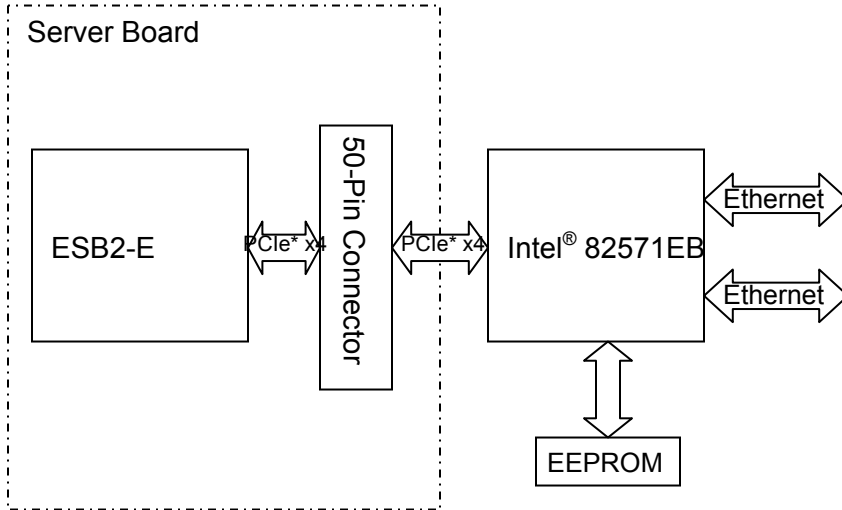 Server Board
ESB2-E
PCIe* x4
50-Pin Connector
PCIe* x4
Intel® 82571EB
Ethernet
Ethernet
EEPROM